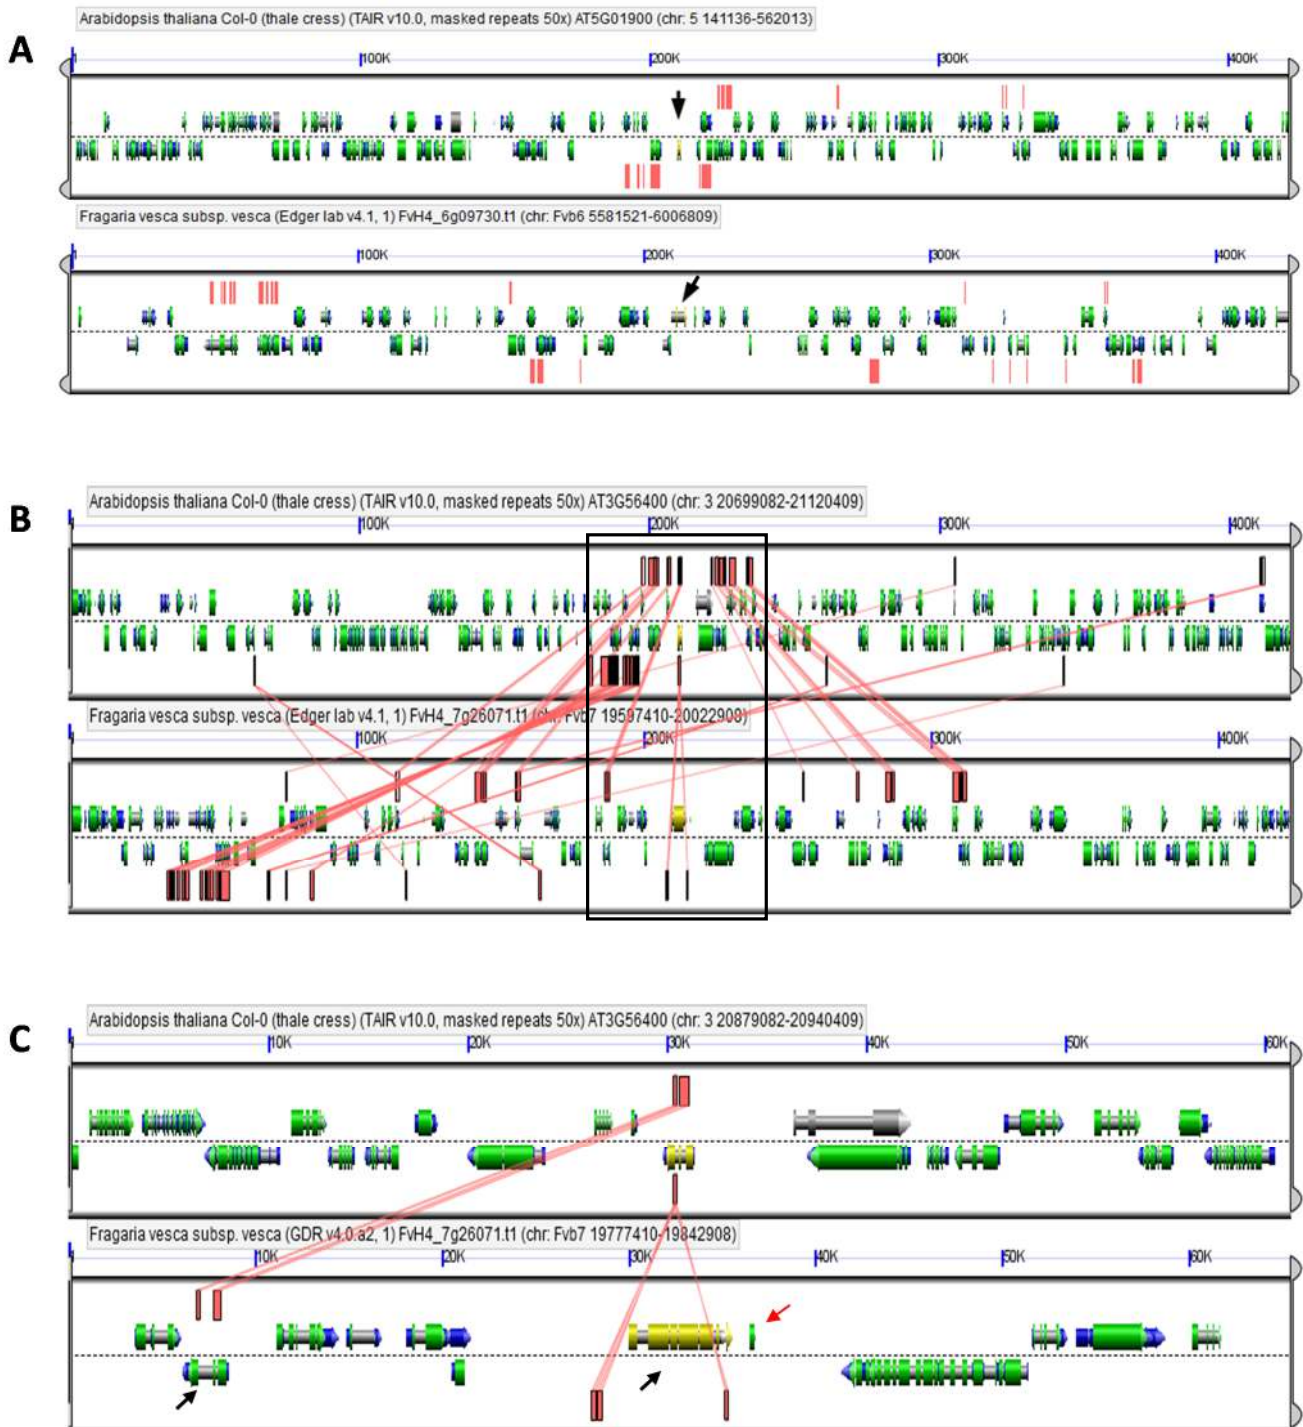 Arabidopsis thaliana Col-0 (thale cress) (TAIR v10.0, masked repeats 50x) AT5G01900 (chr: 5 141136-562013)
A
100K 200K 300K 400K
Fragaria vesca subsp. vesca (Edger lab v4.1, 1) FvH4_6g09730.t1 (chr: Fvb6 5581521-6006809)
100K 200K 300K 400K
B
Arabidopsis thaliana Col-0 (thale cress) (TAIR v10.0, masked repeats 50x) AT3G56400 (chr: 3 20699082-21120409)
100K 200K 300K 400K
Fragaria vesca subsp. vesca (Edger lab v4.1, 1) FvH4_7g26071.t1 (chr: Fvb7 19597410-20022908)
100K 200K 300K 400K
C
Arabidopsis thaliana Col-0 (thale cress) (TAIR v10.0, masked repeats 50x) AT3G56400 (chr: 3 20879082-20940409)
10K 20K 30K 40K 50K 60K
Fragaria vesca subsp. vesca (GDR v4.0.a2, 1) FvH4_7g26071.t1 (chr: Fvb7 19777410-19842908)
10K 20K 30K 40K 50K 60K